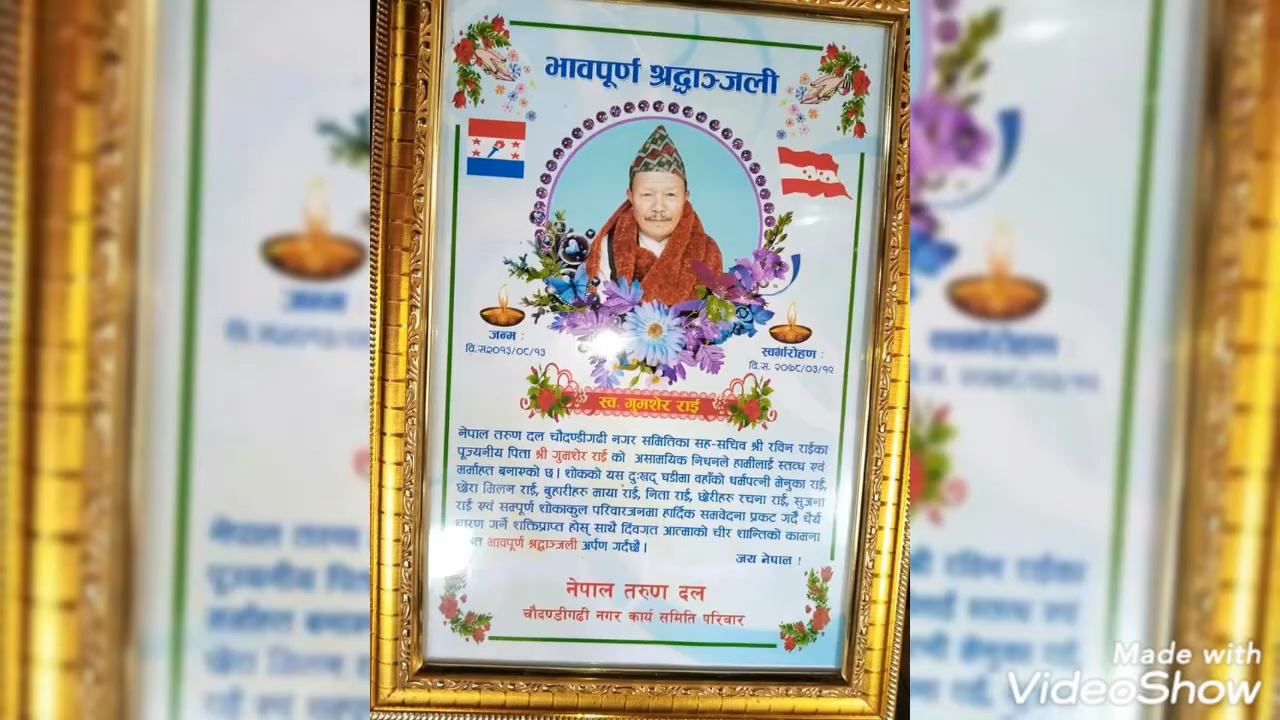 भावपूर्ण श्रद्धाञ्जली
जन्म :
वि.स२०१३/०८/१३
स्वर्गारोहण :
वि.स. २०७८/०३/१८
स्व. गुमशेर राई
नेपाल तरुण दल चौदण्डीगढी नगर समितिका सह-सचिव श्री रविन राईका
पूज्यनीय पिता श्री गुमशेर राई को असामयिक निधनले हामीलाई स्तव्ध एवं
मर्माहत बनाएको छ । शोकको यस दुःखद् घडीमा वहाँको धर्मपत्नी मेनुका राई,
छोरा मिलन राई, बुहारीहरु माया राई, निता राई, छोरीहरु रचना राई, सुजना
राई एवं सम्पूर्ण शोकाकुल परिवारजनमा हार्दिक समवेदना प्रकट गर्दै धैर्य
धारण गर्ने शक्तिप्राप्त होस् साथै दिवंगत आत्माको चीर शान्तिको कामना
भावपूर्ण श्रद्धाञ्जली अर्पण गर्दछौ ।
जय नेपाल !
नेपाल तरुण दल
चौदण्डीगढी नगर कार्य समिति परिवार
Made with
VideoShow